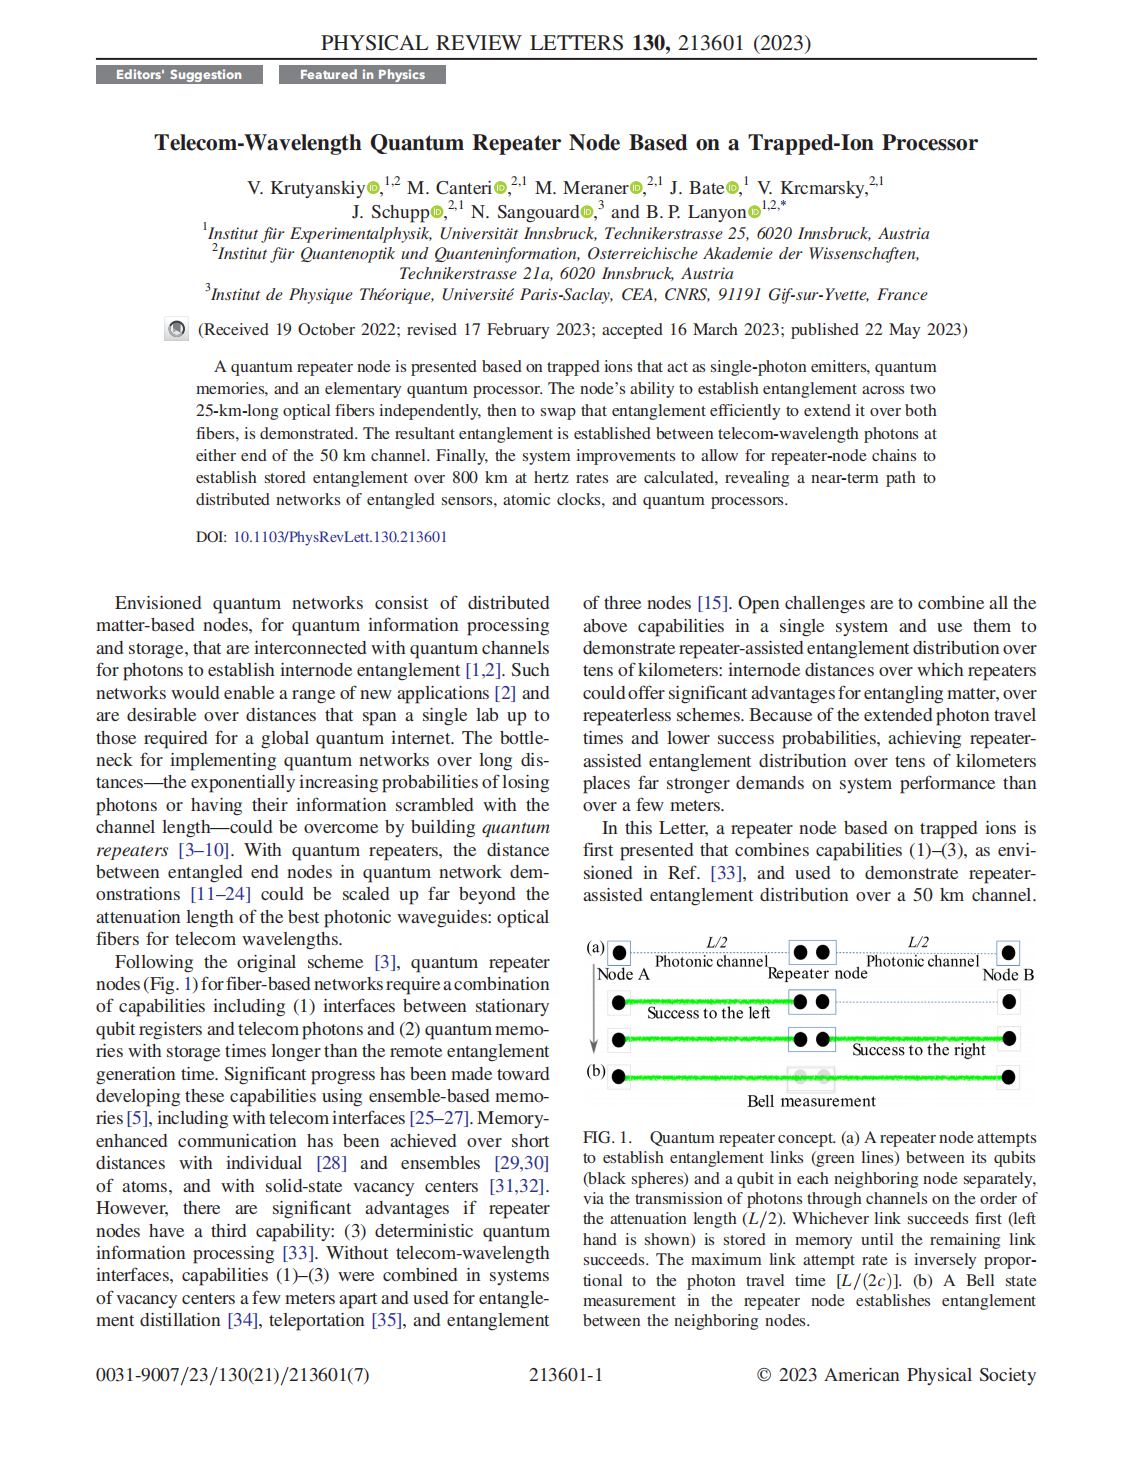 PHYSICAL REVIEW LETTERS 130, 213601 (2023)
Editors' Suggestion
Featured in Physics
Telecom-Wavelength Quantum Repeater Node Based on a Trapped-Ion Processor
V. Krutyanskiy,1,2 M. Canteri,2,1 M. Meraner,2,1 J. Bate,1 V. Krcmarsky,2,1
J. Schupp,2,1 N. Sangouard,3 and B. P. Lanyon1,2,*
1Institut für Experimentalphysik, Universität Innsbruck, Technikerstrasse 25, 6020 Innsbruck, Austria
2Institut für Quantenoptik und Quanteninformation, Osterreichische Akademie der Wissenschaften,
Technikerstrasse 21a, 6020 Innsbruck, Austria
3Institut de Physique Théorique, Université Paris-Saclay, CEA, CNRS, 91191 Gif-sur-Yvette, France
(Received 19 October 2022; revised 17 February 2023; accepted 16 March 2023; published 22 May 2023)
A quantum repeater node is presented based on trapped ions that act as single-photon emitters, quantum
memories, and an elementary quantum processor. The node's ability to establish entanglement across two
25-km-long optical fibers independently, then to swap that entanglement efficiently to extend it over both
fibers, is demonstrated. The resultant entanglement is established between telecom-wavelength photons at
either end of the 50 km channel. Finally, the system improvements to allow for repeater-node chains to
establish stored entanglement over 800 km at hertz rates are calculated, revealing a near-term path to
distributed networks of entangled sensors, atomic clocks, and quantum processors.
DOI: 10.1103/PhysRevLett.130.213601
Envisioned quantum networks consist of distributed
matter-based nodes, for quantum information processing
and storage, that are interconnected with quantum channels
for photons to establish internode entanglement [1,2]. Such
networks would enable a range of new applications [2] and
are desirable over distances that span a single lab up to
those required for a global quantum internet. The bottle-
neck for implementing quantum networks over long dis-
tances—the exponentially increasing probabilities of losing
photons or having their information scrambled with the
channel length—could be overcome by building quantum
repeaters [3–10]. With quantum repeaters, the distance
between entangled end nodes in quantum network dem-
onstrations [11–24] could be scaled up far beyond the
attenuation length of the best photonic waveguides: optical
fibers for telecom wavelengths.
Following the original scheme [3], quantum repeater
nodes (Fig. 1) for fiber-based networks require a combination
of capabilities including (1) interfaces between stationary
qubit registers and telecom photons and (2) quantum memo-
ries with storage times longer than the remote entanglement
generation time. Significant progress has been made toward
developing these capabilities using ensemble-based memo-
ries [5], including with telecom interfaces [25–27]. Memory-
enhanced communication has been achieved over short
distances with individual [28] and ensembles [29,30]
of atoms, and with solid-state vacancy centers [31,32].
However, there are significant advantages if repeater
nodes have a third capability: (3) deterministic quantum
information processing [33]. Without telecom-wavelength
interfaces, capabilities (1)–(3) were combined in systems
of vacancy centers a few meters apart and used for entangle-
ment distillation [34], teleportation [35], and entanglement
of three nodes [15]. Open challenges are to combine all the
above capabilities in a single system and use them to
demonstrate repeater-assisted entanglement distribution over
tens of kilometers: internode distances over which repeaters
could offer significant advantages for entangling matter, over
repeaterless schemes. Because of the extended photon travel
times and lower success probabilities, achieving repeater-
assisted entanglement distribution over tens of kilometers
places far stronger demands on system performance than
over a few meters.
In this Letter, a repeater node based on trapped ions is
first presented that combines capabilities (1)–(3), as envi-
sioned in Ref. [33], and used to demonstrate repeater-
assisted entanglement distribution over a 50 km channel.
(a) L/2 L/2
Photonic channel Photonic channel
Node A Repeater node Node B
Success to the left
Success to the right
(b)
Bell measurement
FIG. 1. Quantum repeater concept. (a) A repeater node attempts
to establish entanglement links (green lines) between its qubits
(black spheres) and a qubit in each neighboring node separately,
via the transmission of photons through channels on the order of
the attenuation length (L/2). Whichever link succeeds first (left
hand is shown) is stored in memory until the remaining link
succeeds. The maximum link attempt rate is inversely propor-
tional to the photon travel time [L/(2c)]. (b) A Bell state
measurement in the repeater node establishes entanglement
between the neighboring nodes.
0031-9007/23/130(21)/213601(7)
213601-1
© 2023 American Physical Society